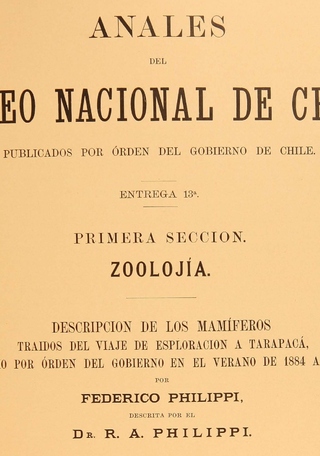 ANALES
DEL
EO NACIONAL DE CH
PUBLICADOS POR ÓRDEN DEL GOBIERNO DE CHILE.
ENTREGA 13ª.
PRIMERA SECCION.
ZOOLOJÍA.
DESCRIPCION DE LOS MAMÍFEROS
TRAIDOS DEL VIAJE DE ESPLORACION A TARAPACÁ,
O POR ÓRDEN DEL GOBIERNO EN EL VERANO DE 1884 A
POR
FEDERICO PHILIPPI,
DESCRITA POR EL
DR. R. A. PHILIPPI.